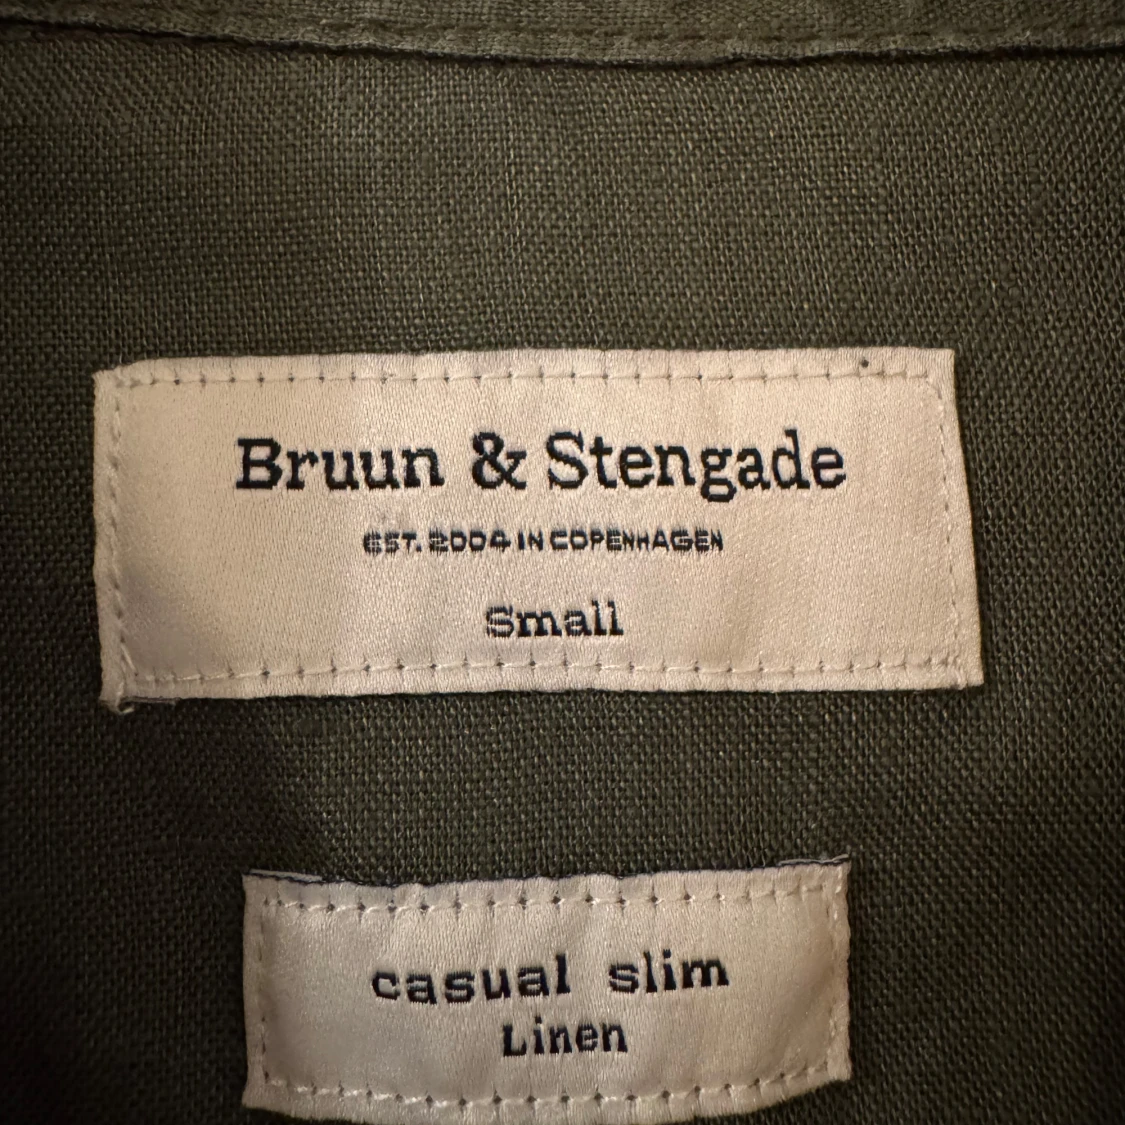 Bruun & Stengade
EST. 2004 IN COPENHAGEN
Small
casual slim
Linen